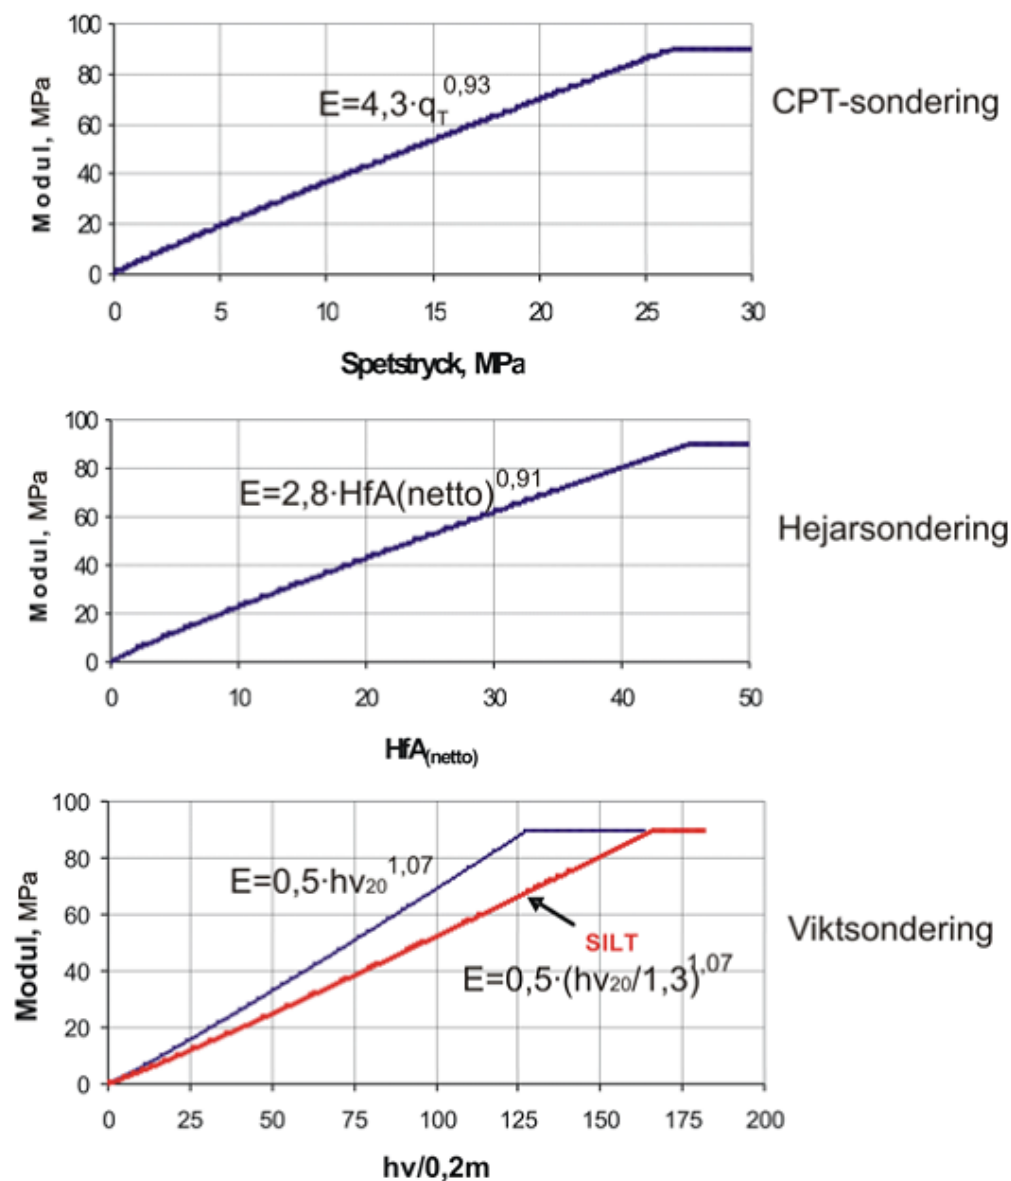 100
80
60
40
20
0
Modul, MPa
E=4,3·q_T^0,93
CPT-sondering
0 5 10 15 20 25 30
Spetstryck, MPa
100
80
60
40
20
0
Modul, MPa
E=2,8·HfA(netto)^0,91
Hejarsondering
0 10 20 30 40 50
HfA(netto)
100
80
60
40
20
0
Modul, MPa
E=0,5·hv20^1,07
SILT
E=0,5·(hv20/1,3)^1,07
Viktsondering
0 25 50 75 100 125 150 175 200
hv/0,2m